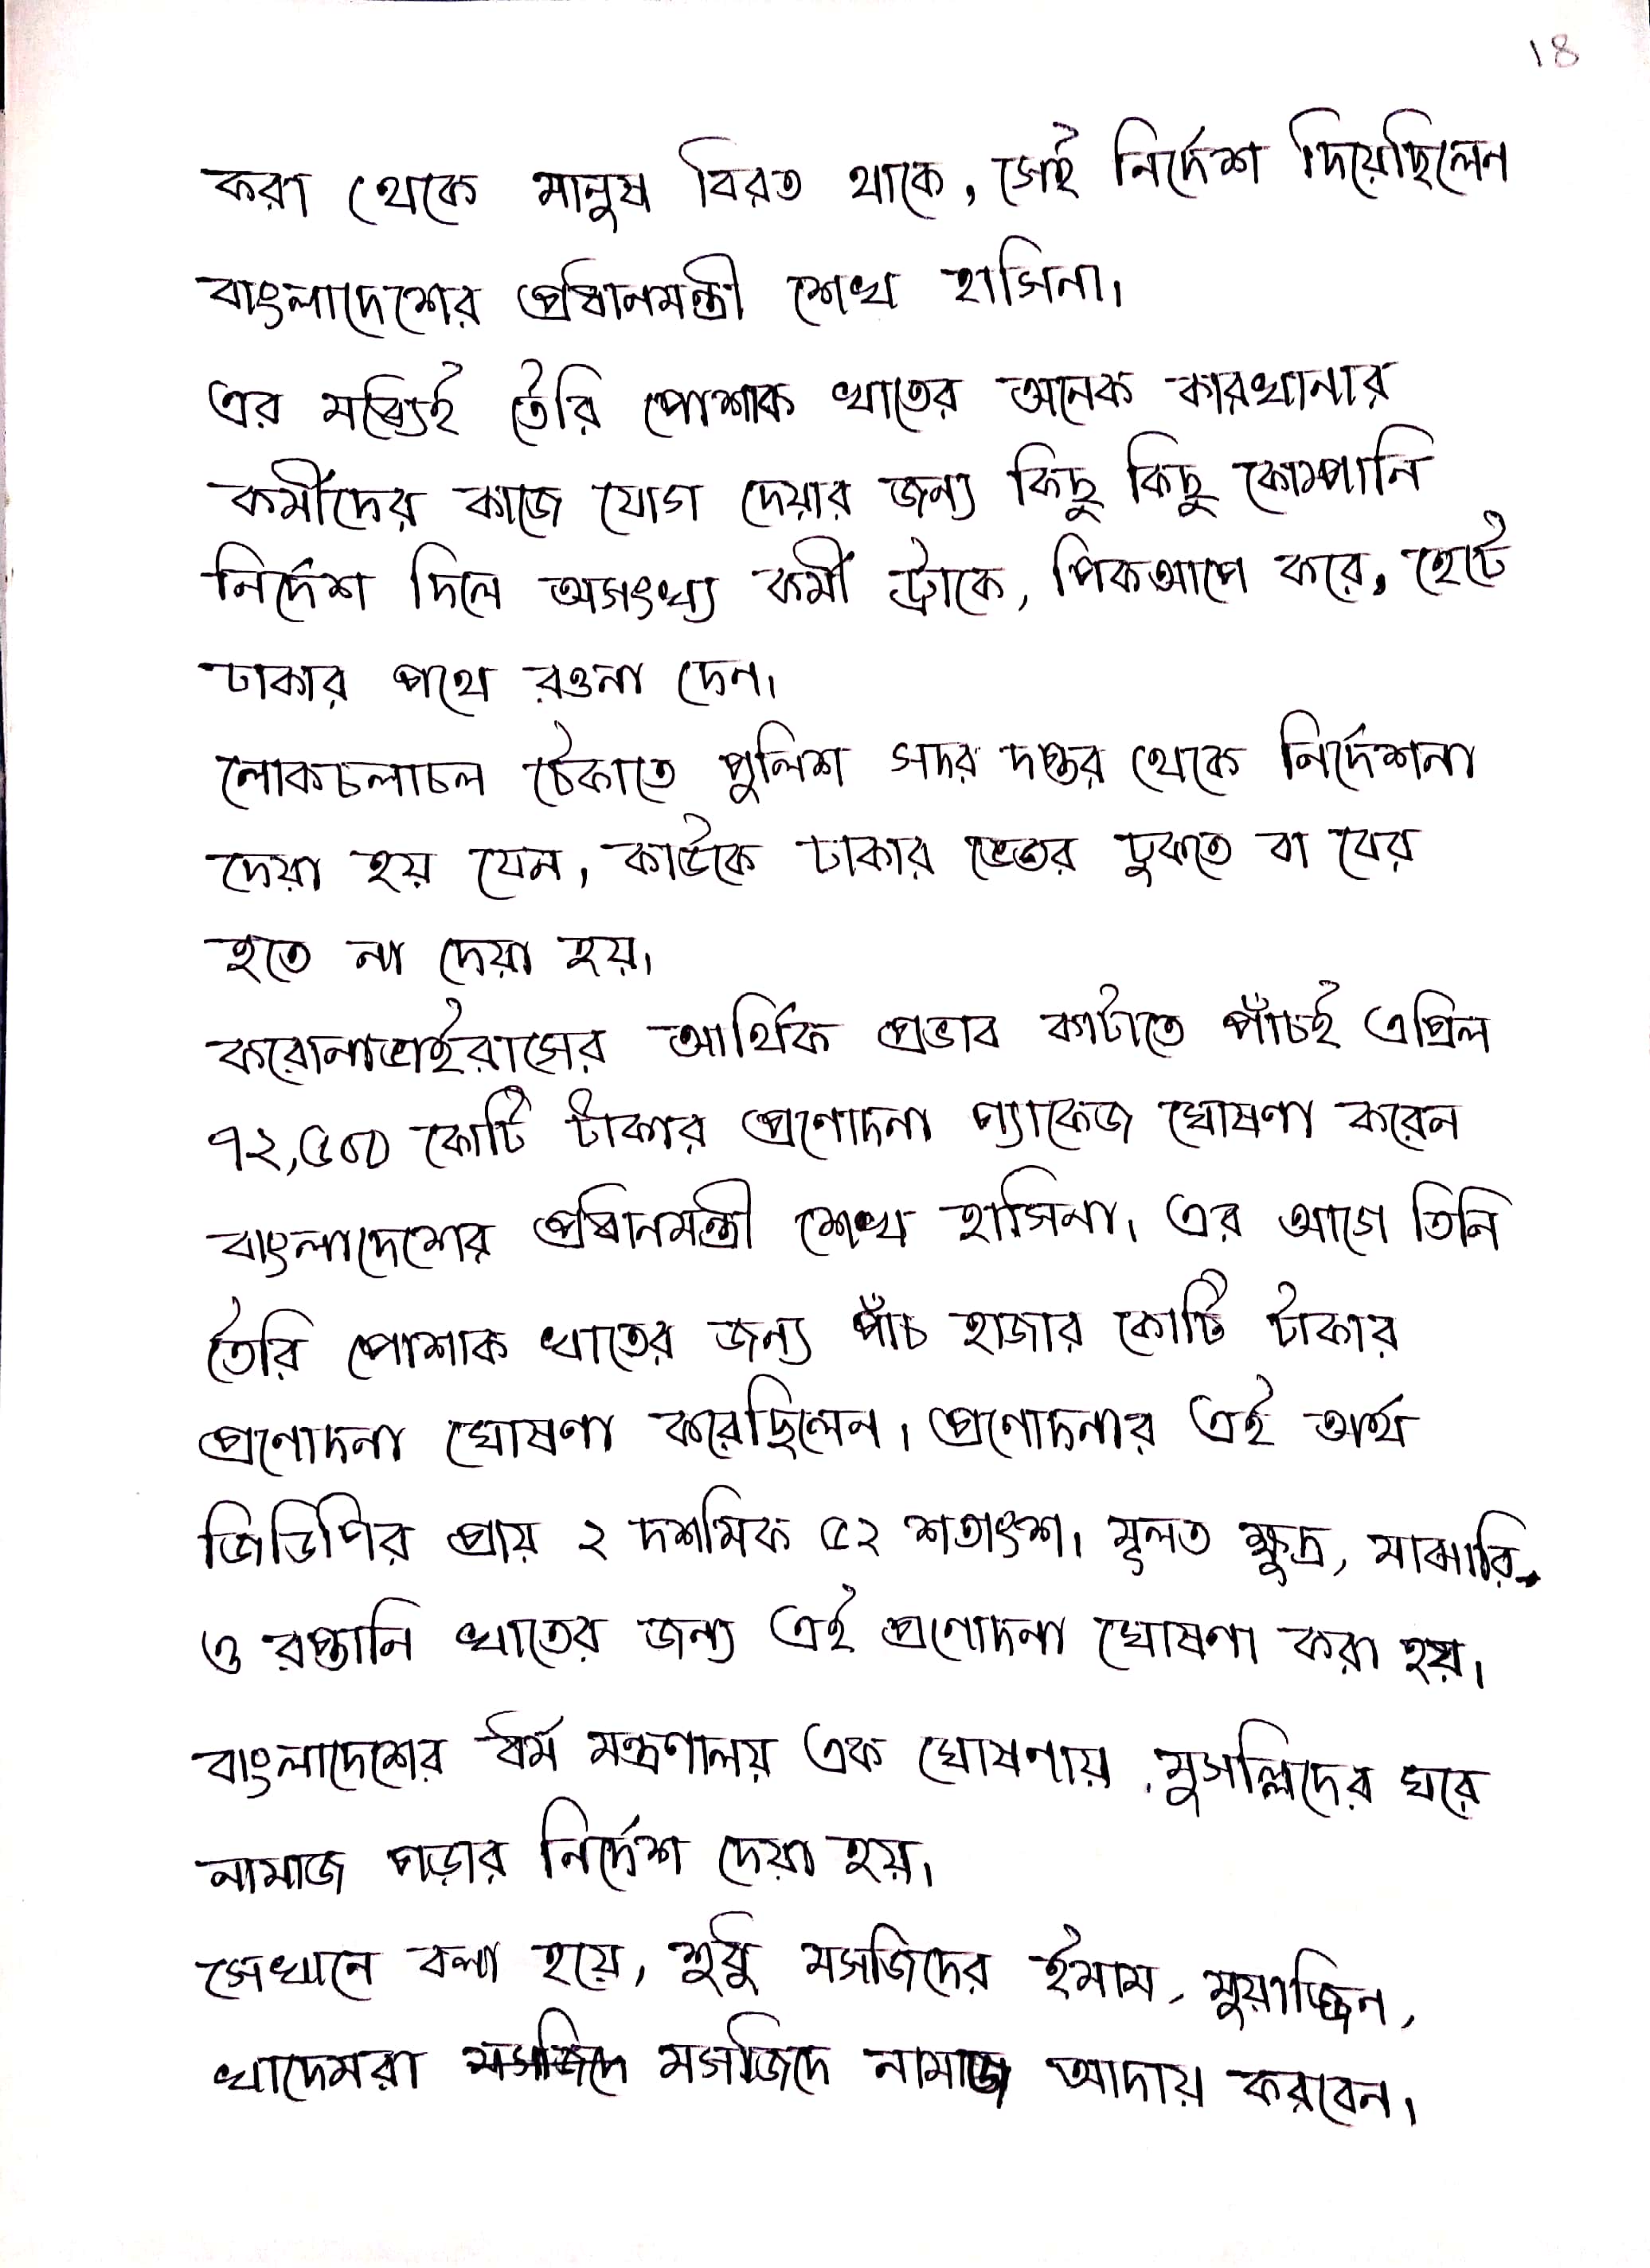 18
করা থেকে মানুষ বিরত থাকে, সেই নির্দেশ দিয়েছিলেন
বাংলাদেশের প্রধানমন্ত্রী শেখ হাসিনা।
এর মধ্যেই তৈরি পোশাক খাতের অনেক কারখানার
কর্মীদের কাজে যোগ দেয়ার জন্য কিছু কিছু কোম্পানি
নির্দেশ দিলে অসংখ্য কর্মী ট্রাকে, পিকআপে করে, হেটে
ঢাকার পথে রওনা দেন।
লোকচলাচল ঠেকাতে পুলিশ সদর দপ্তর থেকে নির্দেশনা
দেয়া হয় যেন, কাউকে ঢাকার ভেতর ঢুকতে বা বের
হতে না দেয়া হয়।
করোনাভাইরাসের আর্থিক প্রভাব কাটাতে পাঁচই এপ্রিল
৭২,৫০০ কোটি টাকার প্রণোদনা প্যাকেজ ঘোষণা করেন
বাংলাদেশের প্রধানমন্ত্রী শেখ হাসিনা। এর আগে তিনি
তৈরি পোশাক খাতের জন্য পাঁচ হাজার কোটি টাকার
প্রণোদনা ঘোষণা করেছিলেন। প্রণোদনার এই অর্থ
জিডিপির প্রায় ২ দশমিক ৫২ শতাংশ। মূলত ক্ষুদ্র, মাঝারি
ও রপ্তানি খাতের জন্য এই প্রণোদনা ঘোষণা করা হয়।
বাংলাদেশের ধর্ম মন্ত্রণালয় এক ঘোষণায় মুসল্লিদের ঘরে
নামাজ পড়ার নির্দেশ দেয়া হয়।
সেখানে বলা হয়ে, শুধু মসজিদের ইমাম, মুয়াজ্জিন,
খাদেমরা মসজিদে মসজিদে নামাজ আদায় করবেন।